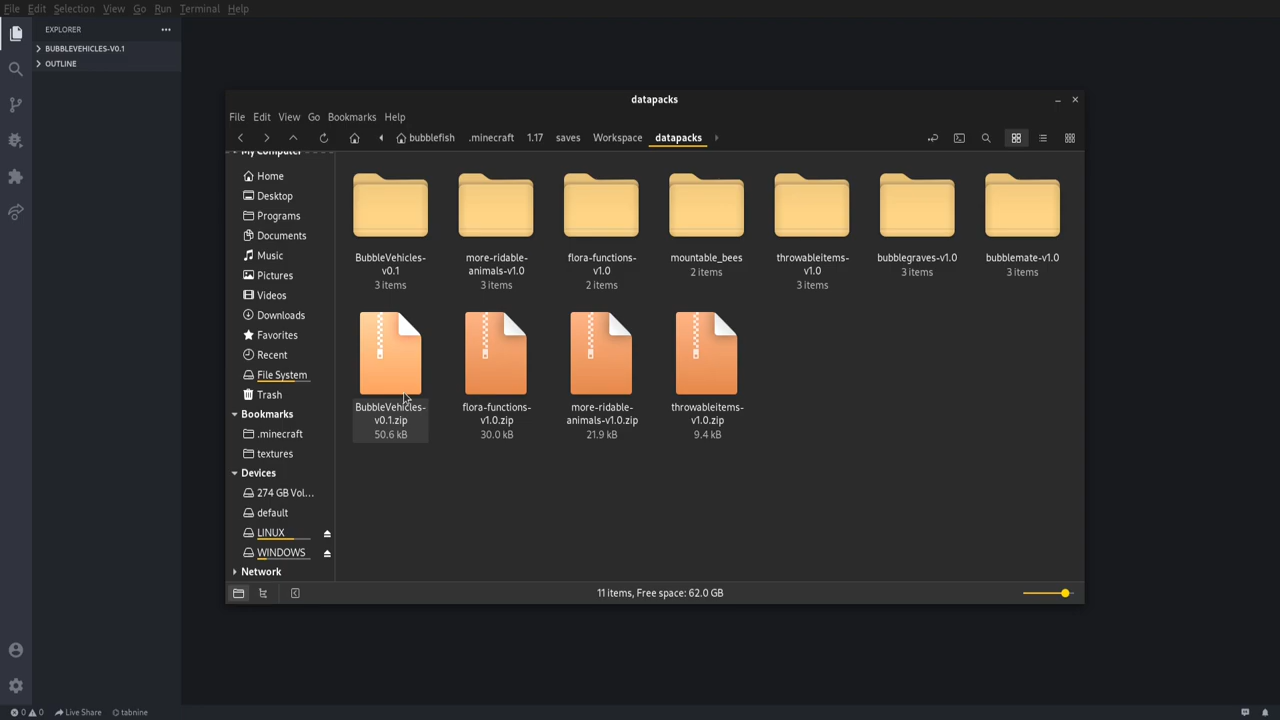 File Edit Selection View Go Run Terminal Help
EXPLORER
BUBBLEVEHICLES-V0.1
OUTLINE
datapacks
File Edit View Go Bookmarks Help
bubblefish .minecraft 1.17 saves Workspace datapacks
My Computer
Home
Desktop
Programs
Documents
Music
Pictures
Videos
Downloads
Favorites
Recent
File System
Trash
Bookmarks
.minecraft
textures
Devices
274 GB Vol...
default
LINUX
WINDOWS
Network
BubbleVehicles-
v0.1
3 items
more-ridable-
animals-v1.0
3 items
flora-functions-
v1.0
2 items
mountable_bees
2 items
throwableitems-
v1.0
3 items
bubblegraves-v1.0
3 items
bubblemate-v1.0
3 items
BubbleVehicles-
v0.1.zip
50.6 kB
flora-functions-
v1.0.zip
30.0 kB
more-ridable-
animals-v1.0.zip
21.9 kB
throwableitems-
v1.0.zip
9.4 kB
11 items, Free space: 62.0 GB
0 0 Live Share tabnine